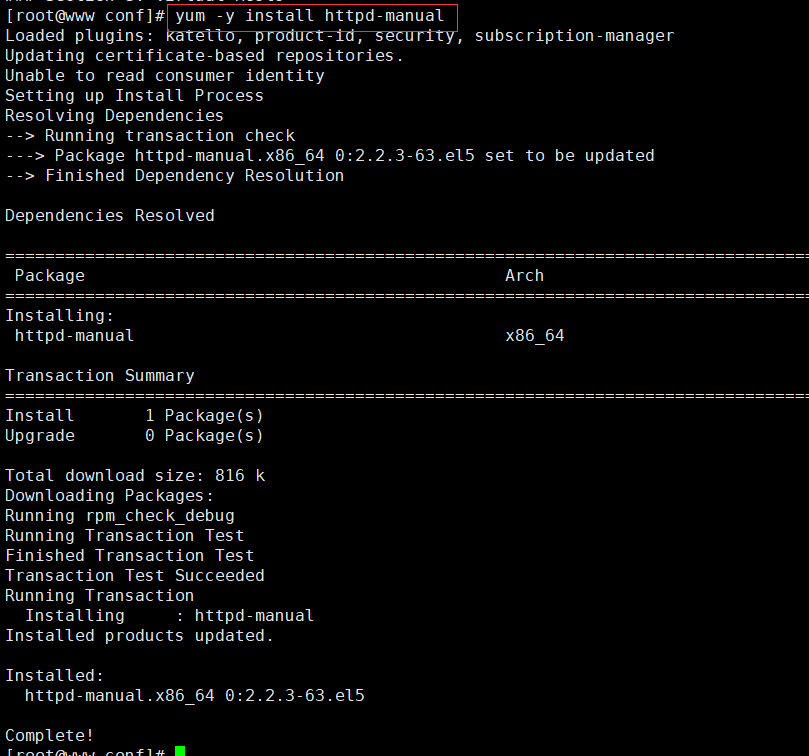 [root@www conf]# yum -y install httpd-manual
Loaded plugins: katello, product-id, security, subscription-manager
Updating certificate-based repositories.
Unable to read consumer identity
Setting up Install Process
Resolving Dependencies
--> Running transaction check
---> Package httpd-manual.x86_64 0:2.2.3-63.el5 set to be updated
--> Finished Dependency Resolution
Dependencies Resolved
================================================================================
Package Arch
================================================================================
Installing:
httpd-manual x86_64
Transaction Summary
================================================================================
Install 1 Package(s)
Upgrade 0 Package(s)
Total download size: 816 k
Downloading Packages:
Running rpm_check_debug
Running Transaction Test
Finished Transaction Test
Transaction Test Succeeded
Running Transaction
Installing : httpd-manual
Installed products updated.
Installed:
httpd-manual.x86_64 0:2.2.3-63.el5
Complete!
[root@www conf]#